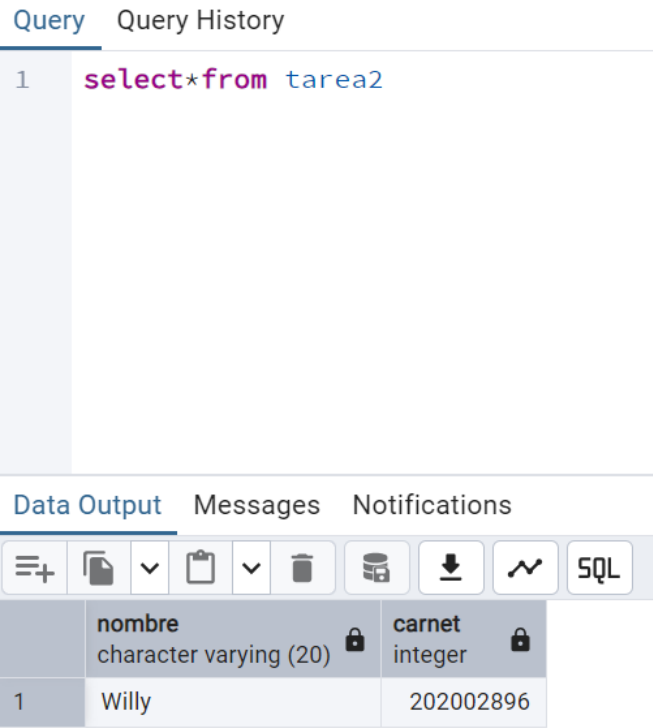 Query Query History
1 select*from tarea2
Data Output Messages Notifications
SQL
nombre carnet
character varying (20) integer
1 Willy 202002896